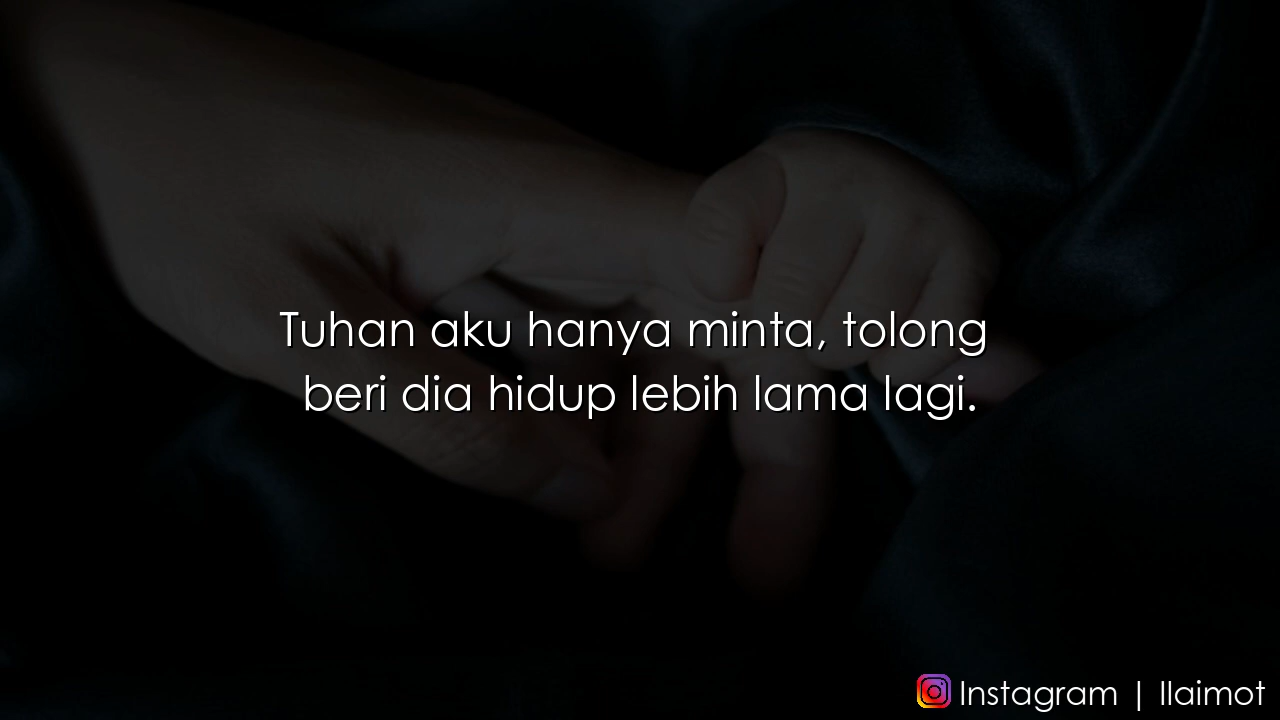 Tuhan aku hanya minta, tolong
beri dia hidup lebih lama lagi.
Instagram | Ilaimot